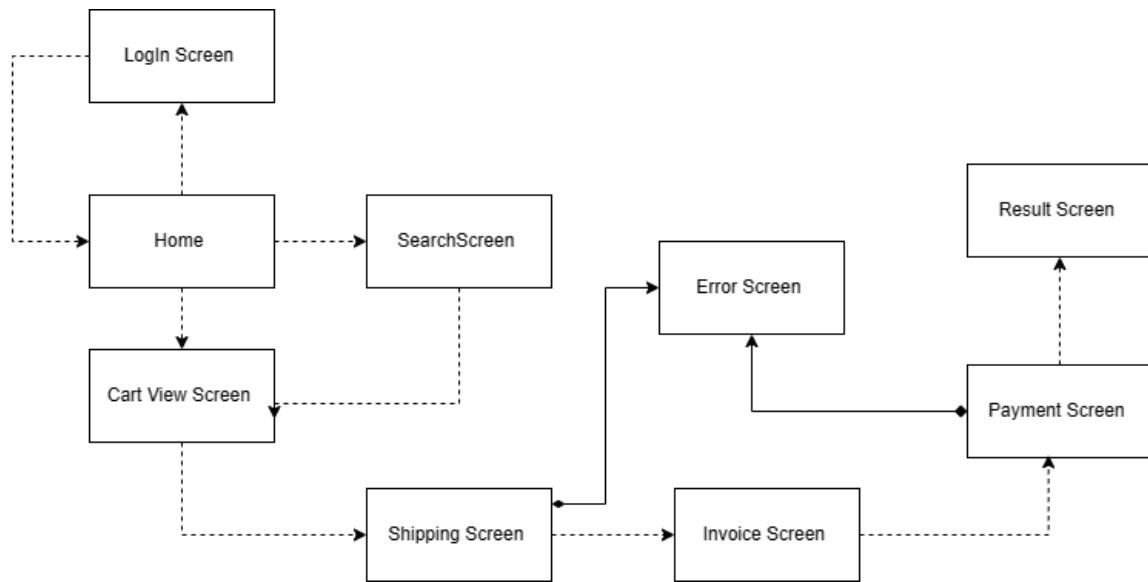 LogIn Screen
Home
SearchScreen
Result Screen
Error Screen
Cart View Screen
Payment Screen
Shipping Screen
Invoice Screen